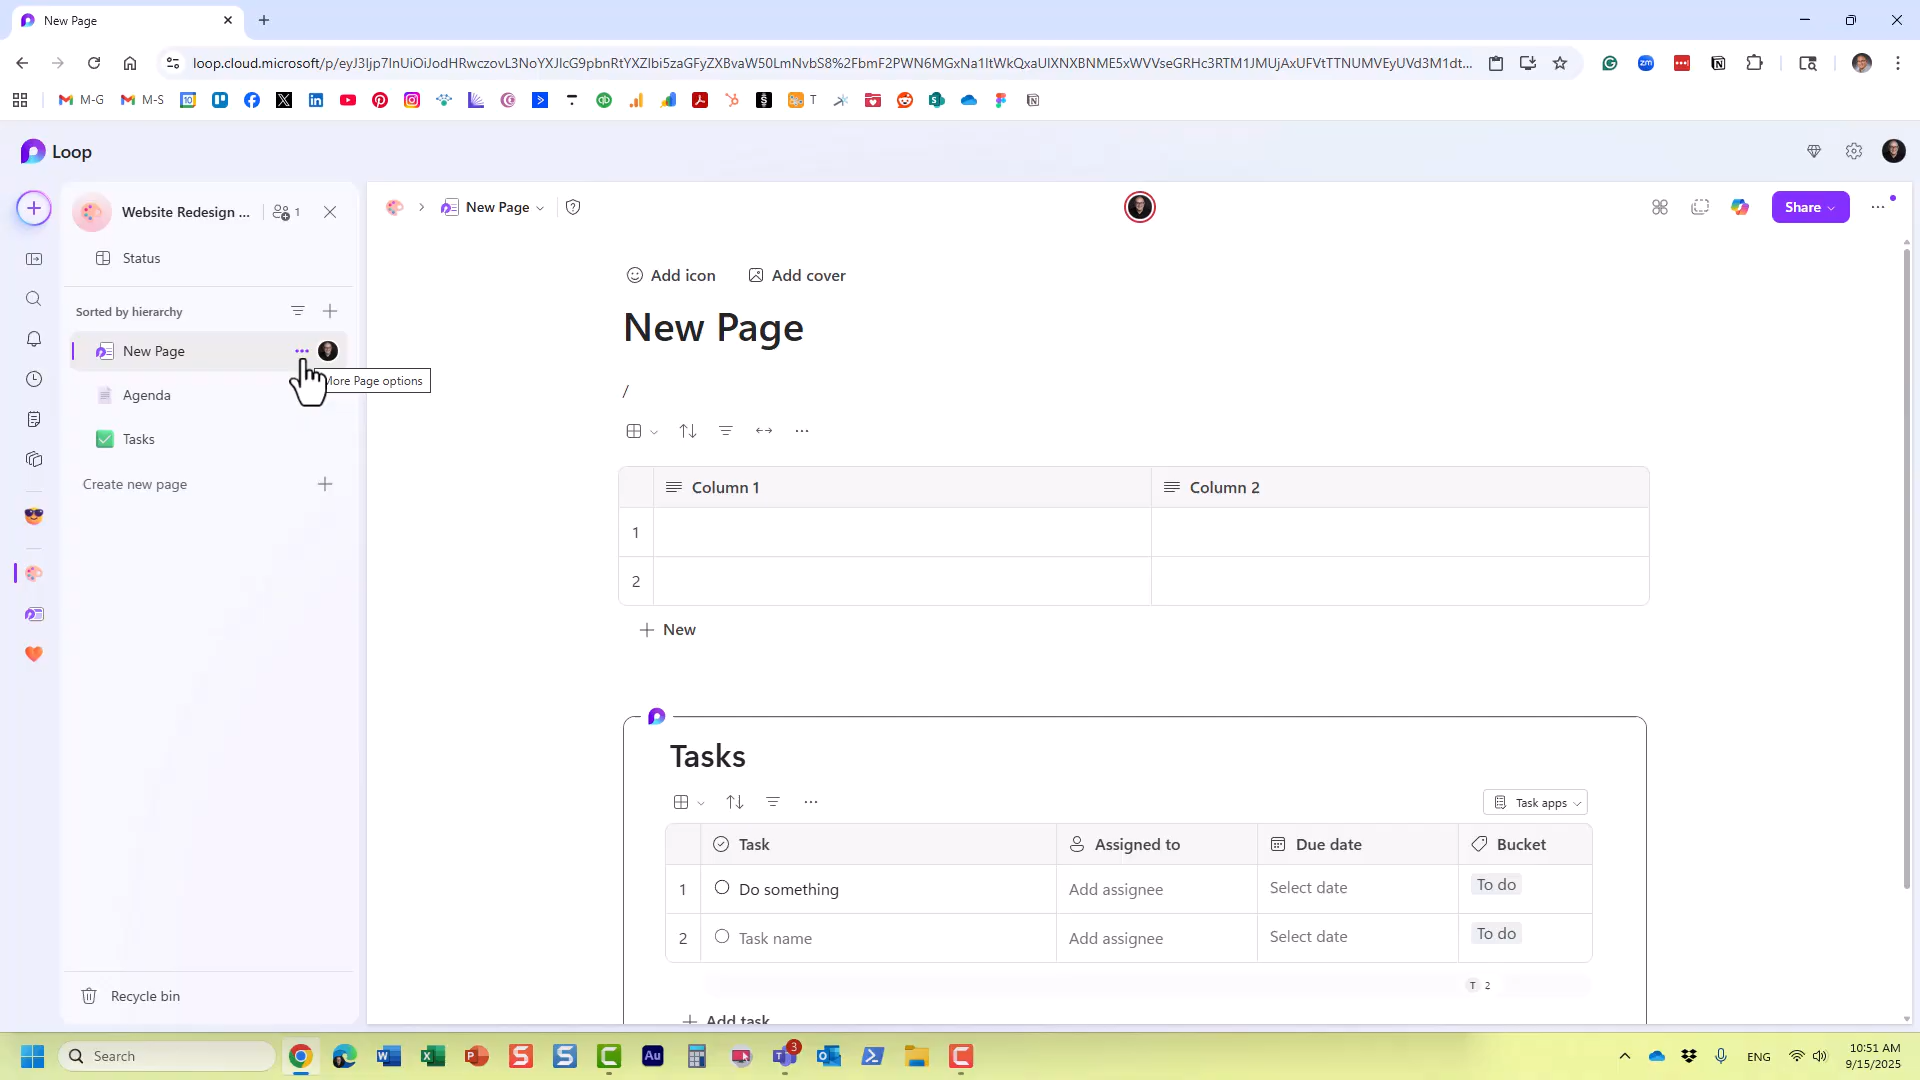 New Page
loop.cloud.microsoft/p/eyJ3Ijp7InUiOiJodHRwczovL3NoYXJlcG9pbnRtYXZlbi5zaGFyZXBvaW50LmNvbS8%2FbmF2PWN6MGxNa1ltWkQxaUlXNXBNME5xWVVseGRHc3RTM1JMUjAxUFVtTTNUMVEyUVd3M1dt...
M-G
M-S
T
Loop
Website Redesign ...
1
New Page
Share
Status
Add icon
Add cover
Sorted by hierarchy
New Page
New Page
More Page options
/
Agenda
Tasks
Column 1
Column 2
Create new page
1
2
New
Tasks
Task apps
Task
Assigned to
Due date
Bucket
1
Do something
Add assignee
Select date
To do
2
Task name
Add assignee
Select date
To do
T 2
Recycle bin
Add task
Search
3
ENG
10:51 AM
9/15/2025